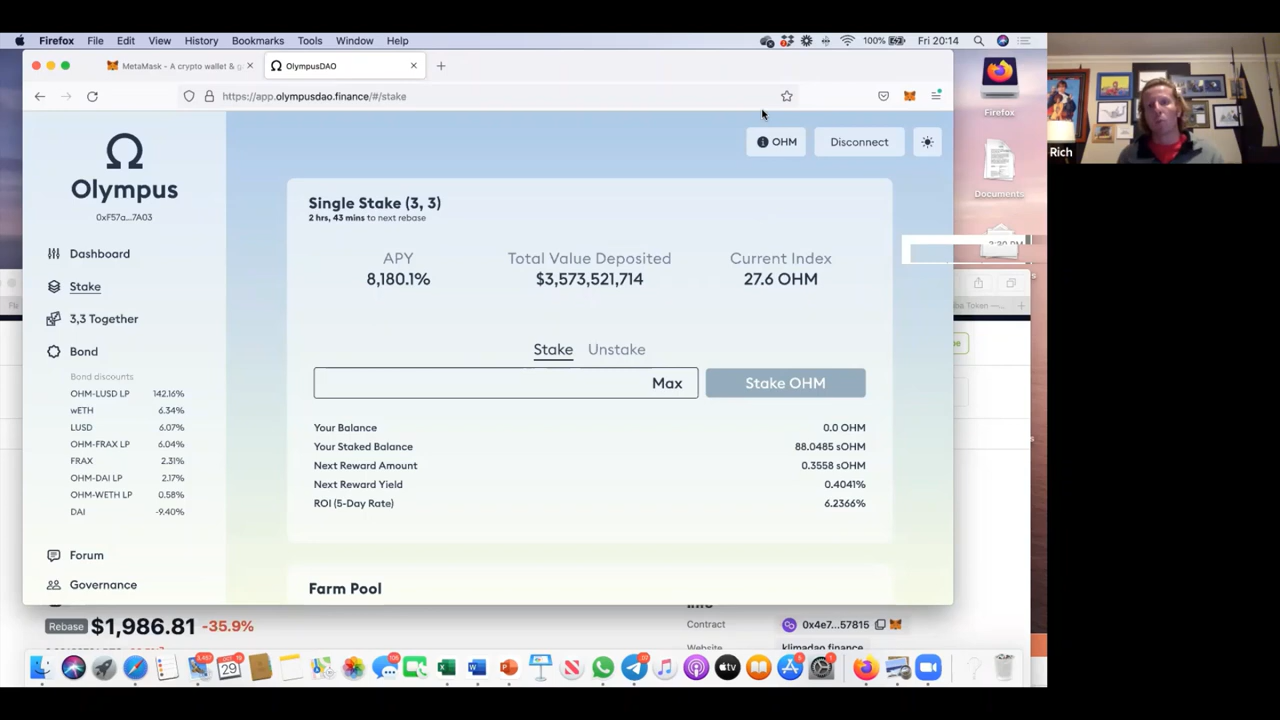 Firefox File Edit View History Bookmarks Tools Window Help 100% Fri 20:14
MetaMask - A crypto wallet & g
OlympusDAO
https://app.olympusdao.finance/#/stake
Firefox
Rich
OHM
Disconnect
Olympus
0xF57a...7A03
Documents
Single Stake (3, 3)
2 hrs, 43 mins to next rebase
Dashboard
Stake
3,3 Together
Bond
APY
8,180.1%
Total Value Deposited
$3,573,521,714
Current Index
27.6 OHM
Stake Unstake
Max
Stake OHM
Bond discounts
OHM-LUSD LP 142.16%
wETH 6.34%
LUSD 6.07%
OHM-FRAX LP 6.04%
FRAX 2.31%
OHM-DAI LP 2.17%
OHM-WETH LP 0.58%
DAI -9.40%
Your Balance 0.0 OHM
Your Staked Balance 88.0485 sOHM
Next Reward Amount 0.3558 sOHM
Next Reward Yield 0.4041%
ROI (5-Day Rate) 6.2366%
Forum
Governance
Farm Pool
Rebase $1,986.81 -35.9%
Contract 0x4e7...57815
Website klimadao.finance